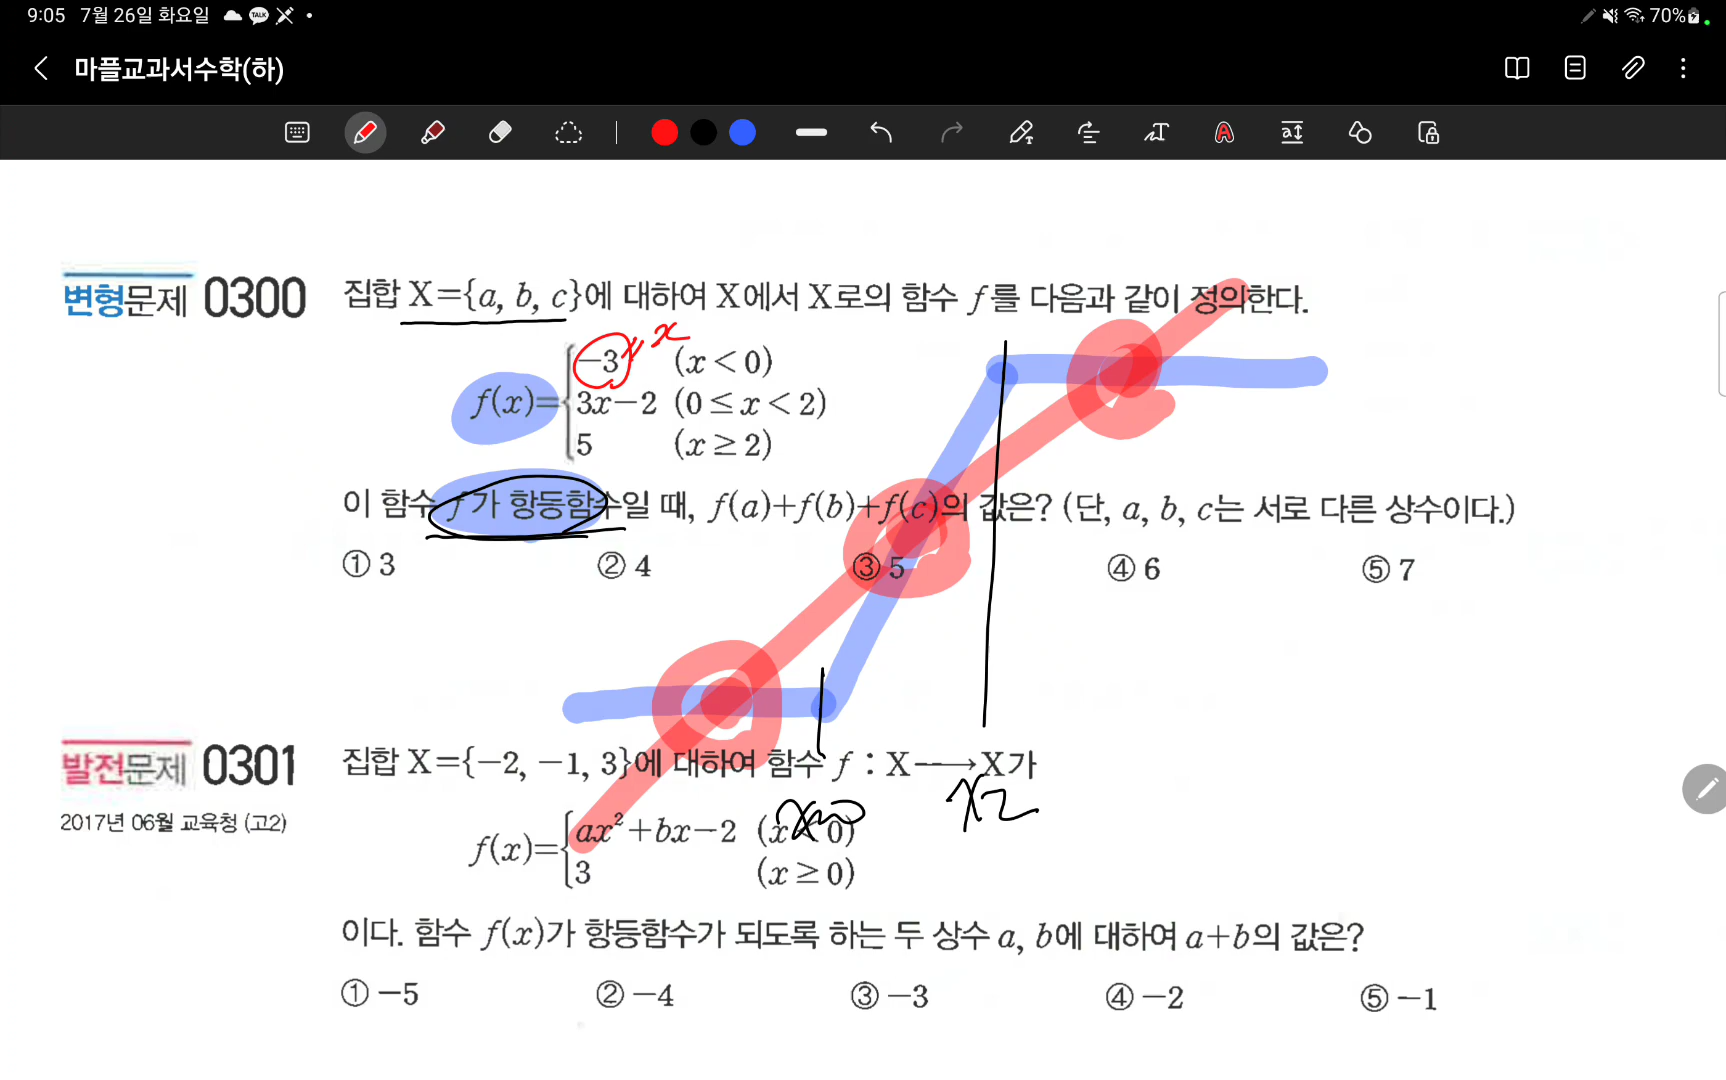 9:05 7월 26일 화요일 TALK 70%
마플교과서수학(하)
변형문제 0300 집합 X={a, b, c}에 대하여 X에서 X로의 함수 f를 다음과 같이 정의한다.
-3 + x (x<0)
f(x)= 3x-2 (0≤x<2)
5 (x≥2)
이 함수 f가 항등함수일 때, f(a)+f(b)+f(c)의 값은? (단, a, b, c는 서로 다른 상수이다.)
① 3 ② 4 ③ 5 ④ 6 ⑤ 7
발전문제 0301 집합 X={-2, -1, 3}에 대하여 함수 f : X⟶X가
2017년 06월 교육청 (고2)
x=2
f(x)= ax²+bx-2 (x<0)
3 (x≥0)
이다. 함수 f(x)가 항등함수가 되도록 하는 두 상수 a, b에 대하여 a+b의 값은?
① -5 ② -4 ③ -3 ④ -2 ⑤ -1